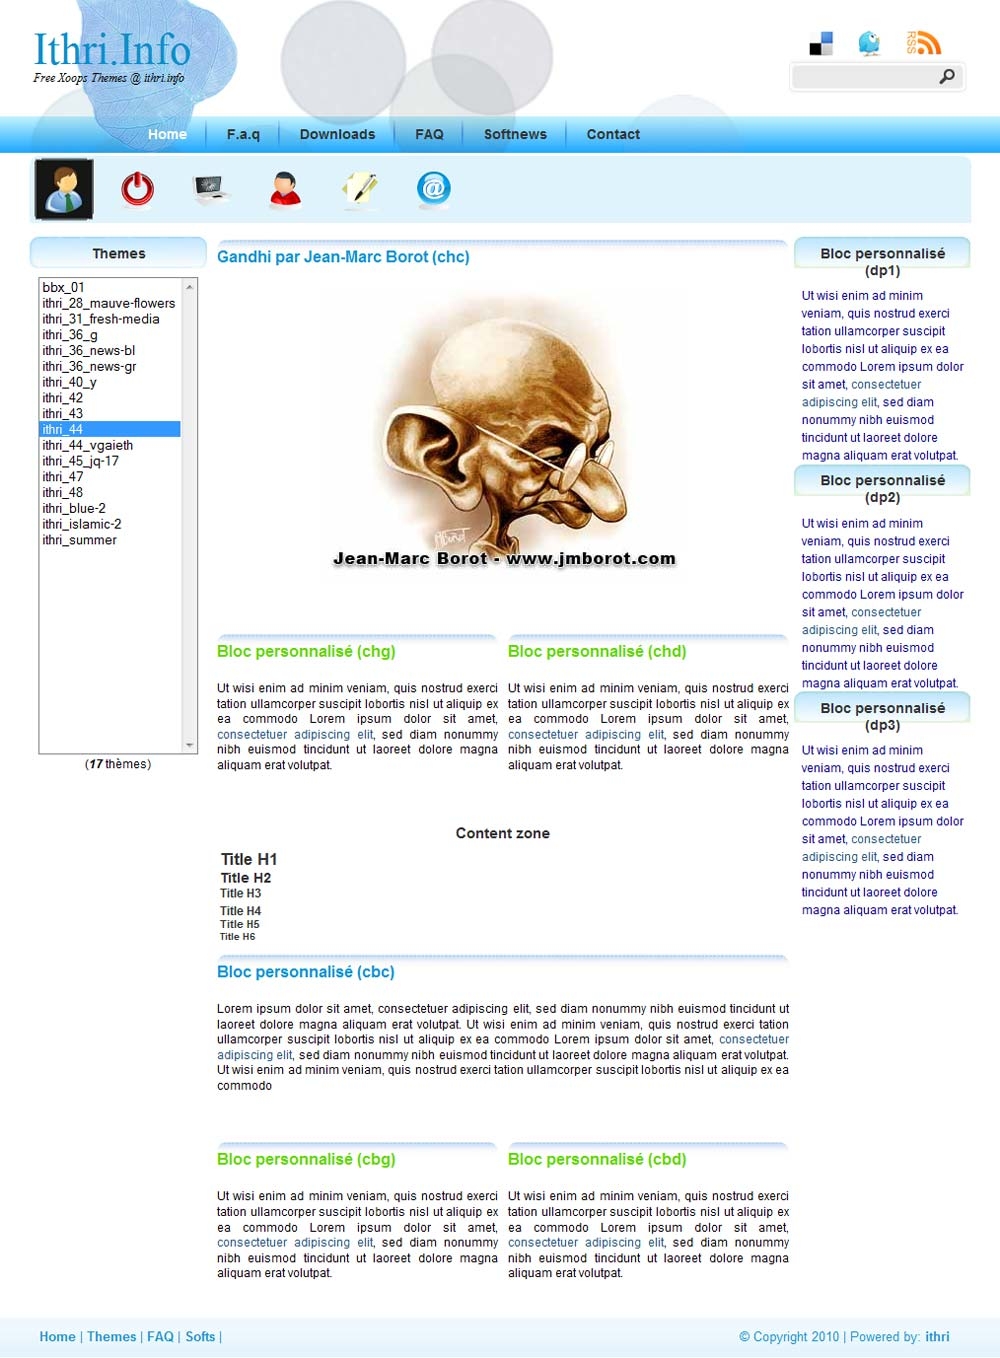 Ithri.Info
Free Xoops Themes @ ithri.info
RSS
Home
F.a.q
Downloads
FAQ
Softnews
Contact
Themes
bbx_01
ithri_28_mauve-flowers
ithri_31_fresh-media
ithri_36_g
ithri_36_news-bl
ithri_36_news-gr
ithri_40_y
ithri_42
ithri_43
ithri_44
ithri_44_vgaieth
ithri_45_jq-17
ithri_47
ithri_48
ithri_blue-2
ithri_islamic-2
ithri_summer
(17 thèmes)
Gandhi par Jean-Marc Borot (chc)
Jean-Marc Borot - www.jmborot.com
Bloc personnalisé (chg)
Ut wisi enim ad minim veniam, quis nostrud exerci
tation ullamcorper suscipit lobortis nisl ut aliquip ex
ea commodo Lorem ipsum dolor sit amet,
consectetuer adipiscing elit, sed diam nonummy
nibh euismod tincidunt ut laoreet dolore magna
aliquam erat volutpat.
Bloc personnalisé (chd)
Ut wisi enim ad minim veniam, quis nostrud exerci
tation ullamcorper suscipit lobortis nisl ut aliquip ex
ea commodo Lorem ipsum dolor sit amet,
consectetuer adipiscing elit, sed diam nonummy
nibh euismod tincidunt ut laoreet dolore magna
aliquam erat volutpat.
Content zone
Title H1
Title H2
Title H3
Title H4
Title H5
Title H6
Bloc personnalisé (cbc)
Lorem ipsum dolor sit amet, consectetuer adipiscing elit, sed diam nonummy nibh euismod tincidunt ut
laoreet dolore magna aliquam erat volutpat. Ut wisi enim ad minim veniam, quis nostrud exerci tation
ullamcorper suscipit lobortis nisl ut aliquip ex ea commodo Lorem ipsum dolor sit amet, consectetuer
adipiscing elit, sed diam nonummy nibh euismod tincidunt ut laoreet dolore magna aliquam erat volutpat.
Ut wisi enim ad minim veniam, quis nostrud exerci tation ullamcorper suscipit lobortis nisl ut aliquip ex ea
commodo
Bloc personnalisé (cbg)
Ut wisi enim ad minim veniam, quis nostrud exerci
tation ullamcorper suscipit lobortis nisl ut aliquip ex
ea commodo Lorem ipsum dolor sit amet,
consectetuer adipiscing elit, sed diam nonummy
nibh euismod tincidunt ut laoreet dolore magna
aliquam erat volutpat.
Bloc personnalisé (cbd)
Ut wisi enim ad minim veniam, quis nostrud exerci
tation ullamcorper suscipit lobortis nisl ut aliquip ex
ea commodo Lorem ipsum dolor sit amet,
consectetuer adipiscing elit, sed diam nonummy
nibh euismod tincidunt ut laoreet dolore magna
aliquam erat volutpat.
Bloc personnalisé
(dp1)
Ut wisi enim ad minim
veniam, quis nostrud exerci
tation ullamcorper suscipit
lobortis nisl ut aliquip ex ea
commodo Lorem ipsum dolor
sit amet, consectetuer
adipiscing elit, sed diam
nonummy nibh euismod
tincidunt ut laoreet dolore
magna aliquam erat volutpat.
Bloc personnalisé
(dp2)
Ut wisi enim ad minim
veniam, quis nostrud exerci
tation ullamcorper suscipit
lobortis nisl ut aliquip ex ea
commodo Lorem ipsum dolor
sit amet, consectetuer
adipiscing elit, sed diam
nonummy nibh euismod
tincidunt ut laoreet dolore
magna aliquam erat volutpat.
Bloc personnalisé
(dp3)
Ut wisi enim ad minim
veniam, quis nostrud exerci
tation ullamcorper suscipit
lobortis nisl ut aliquip ex ea
commodo Lorem ipsum dolor
sit amet, consectetuer
adipiscing elit, sed diam
nonummy nibh euismod
tincidunt ut laoreet dolore
magna aliquam erat volutpat.
Home | Themes | FAQ | Softs |
© Copyright 2010 | Powered by: ithri